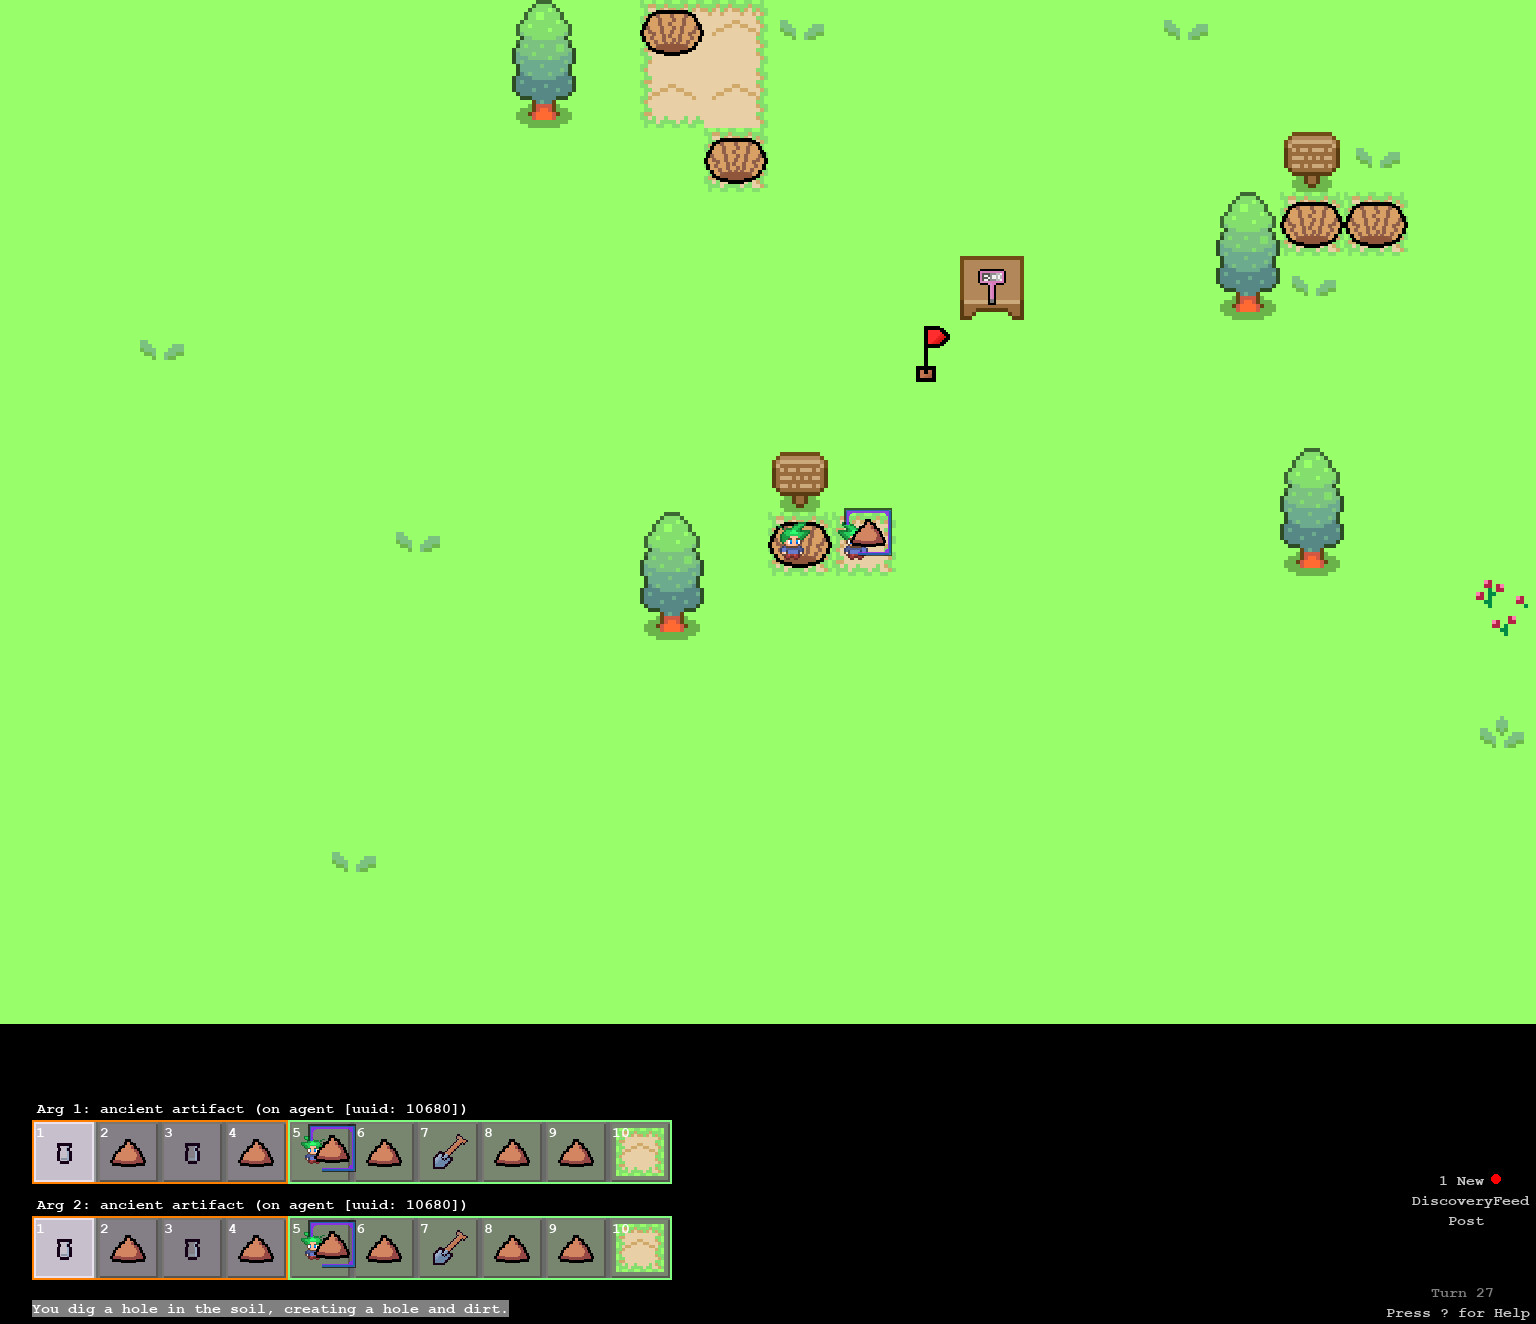 Arg 1: ancient artifact (on agent [uuid: 10680])
1 2 3 4 5 6 7 8 9 10
Arg 2: ancient artifact (on agent [uuid: 10680])
1 2 3 4 5 6 7 8 9 10
You dig a hole in the soil, creating a hole and dirt.
1 New
DiscoveryFeed
Post
Turn 27
Press ? for Help